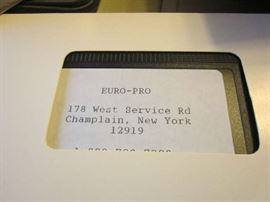 EURO-PRO
178 West Service Rd
Champlain, New York
12919